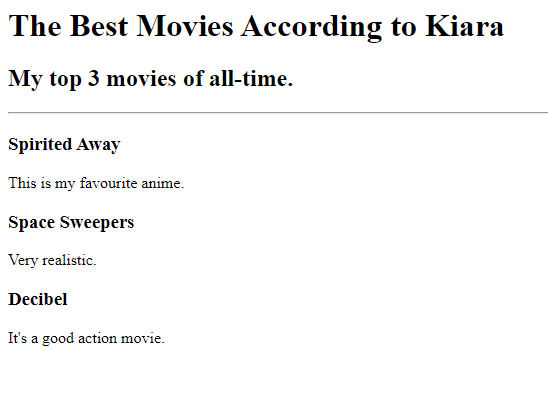 The Best Movies According to Kiara
My top 3 movies of all-time.
Spirited Away
This is my favourite anime.
Space Sweepers
Very realistic.
Decibel
It's a good action movie.